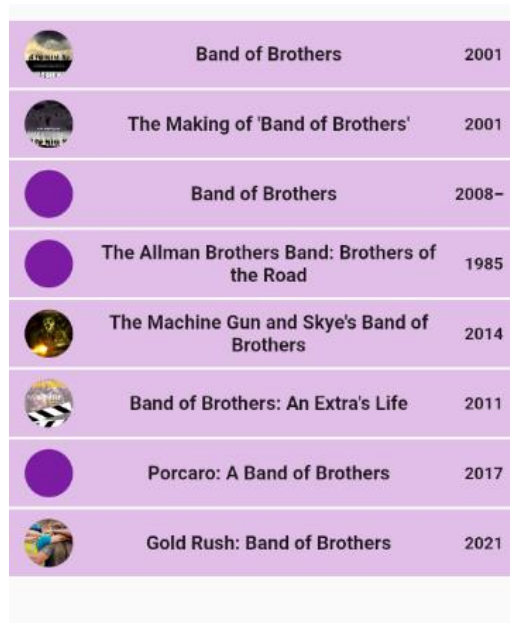 Band of Brothers 2001
The Making of 'Band of Brothers' 2001
Band of Brothers 2008–
The Allman Brothers Band: Brothers of
the Road 1985
The Machine Gun and Skye's Band of
Brothers 2014
Band of Brothers: An Extra's Life 2011
Porcaro: A Band of Brothers 2017
Gold Rush: Band of Brothers 2021